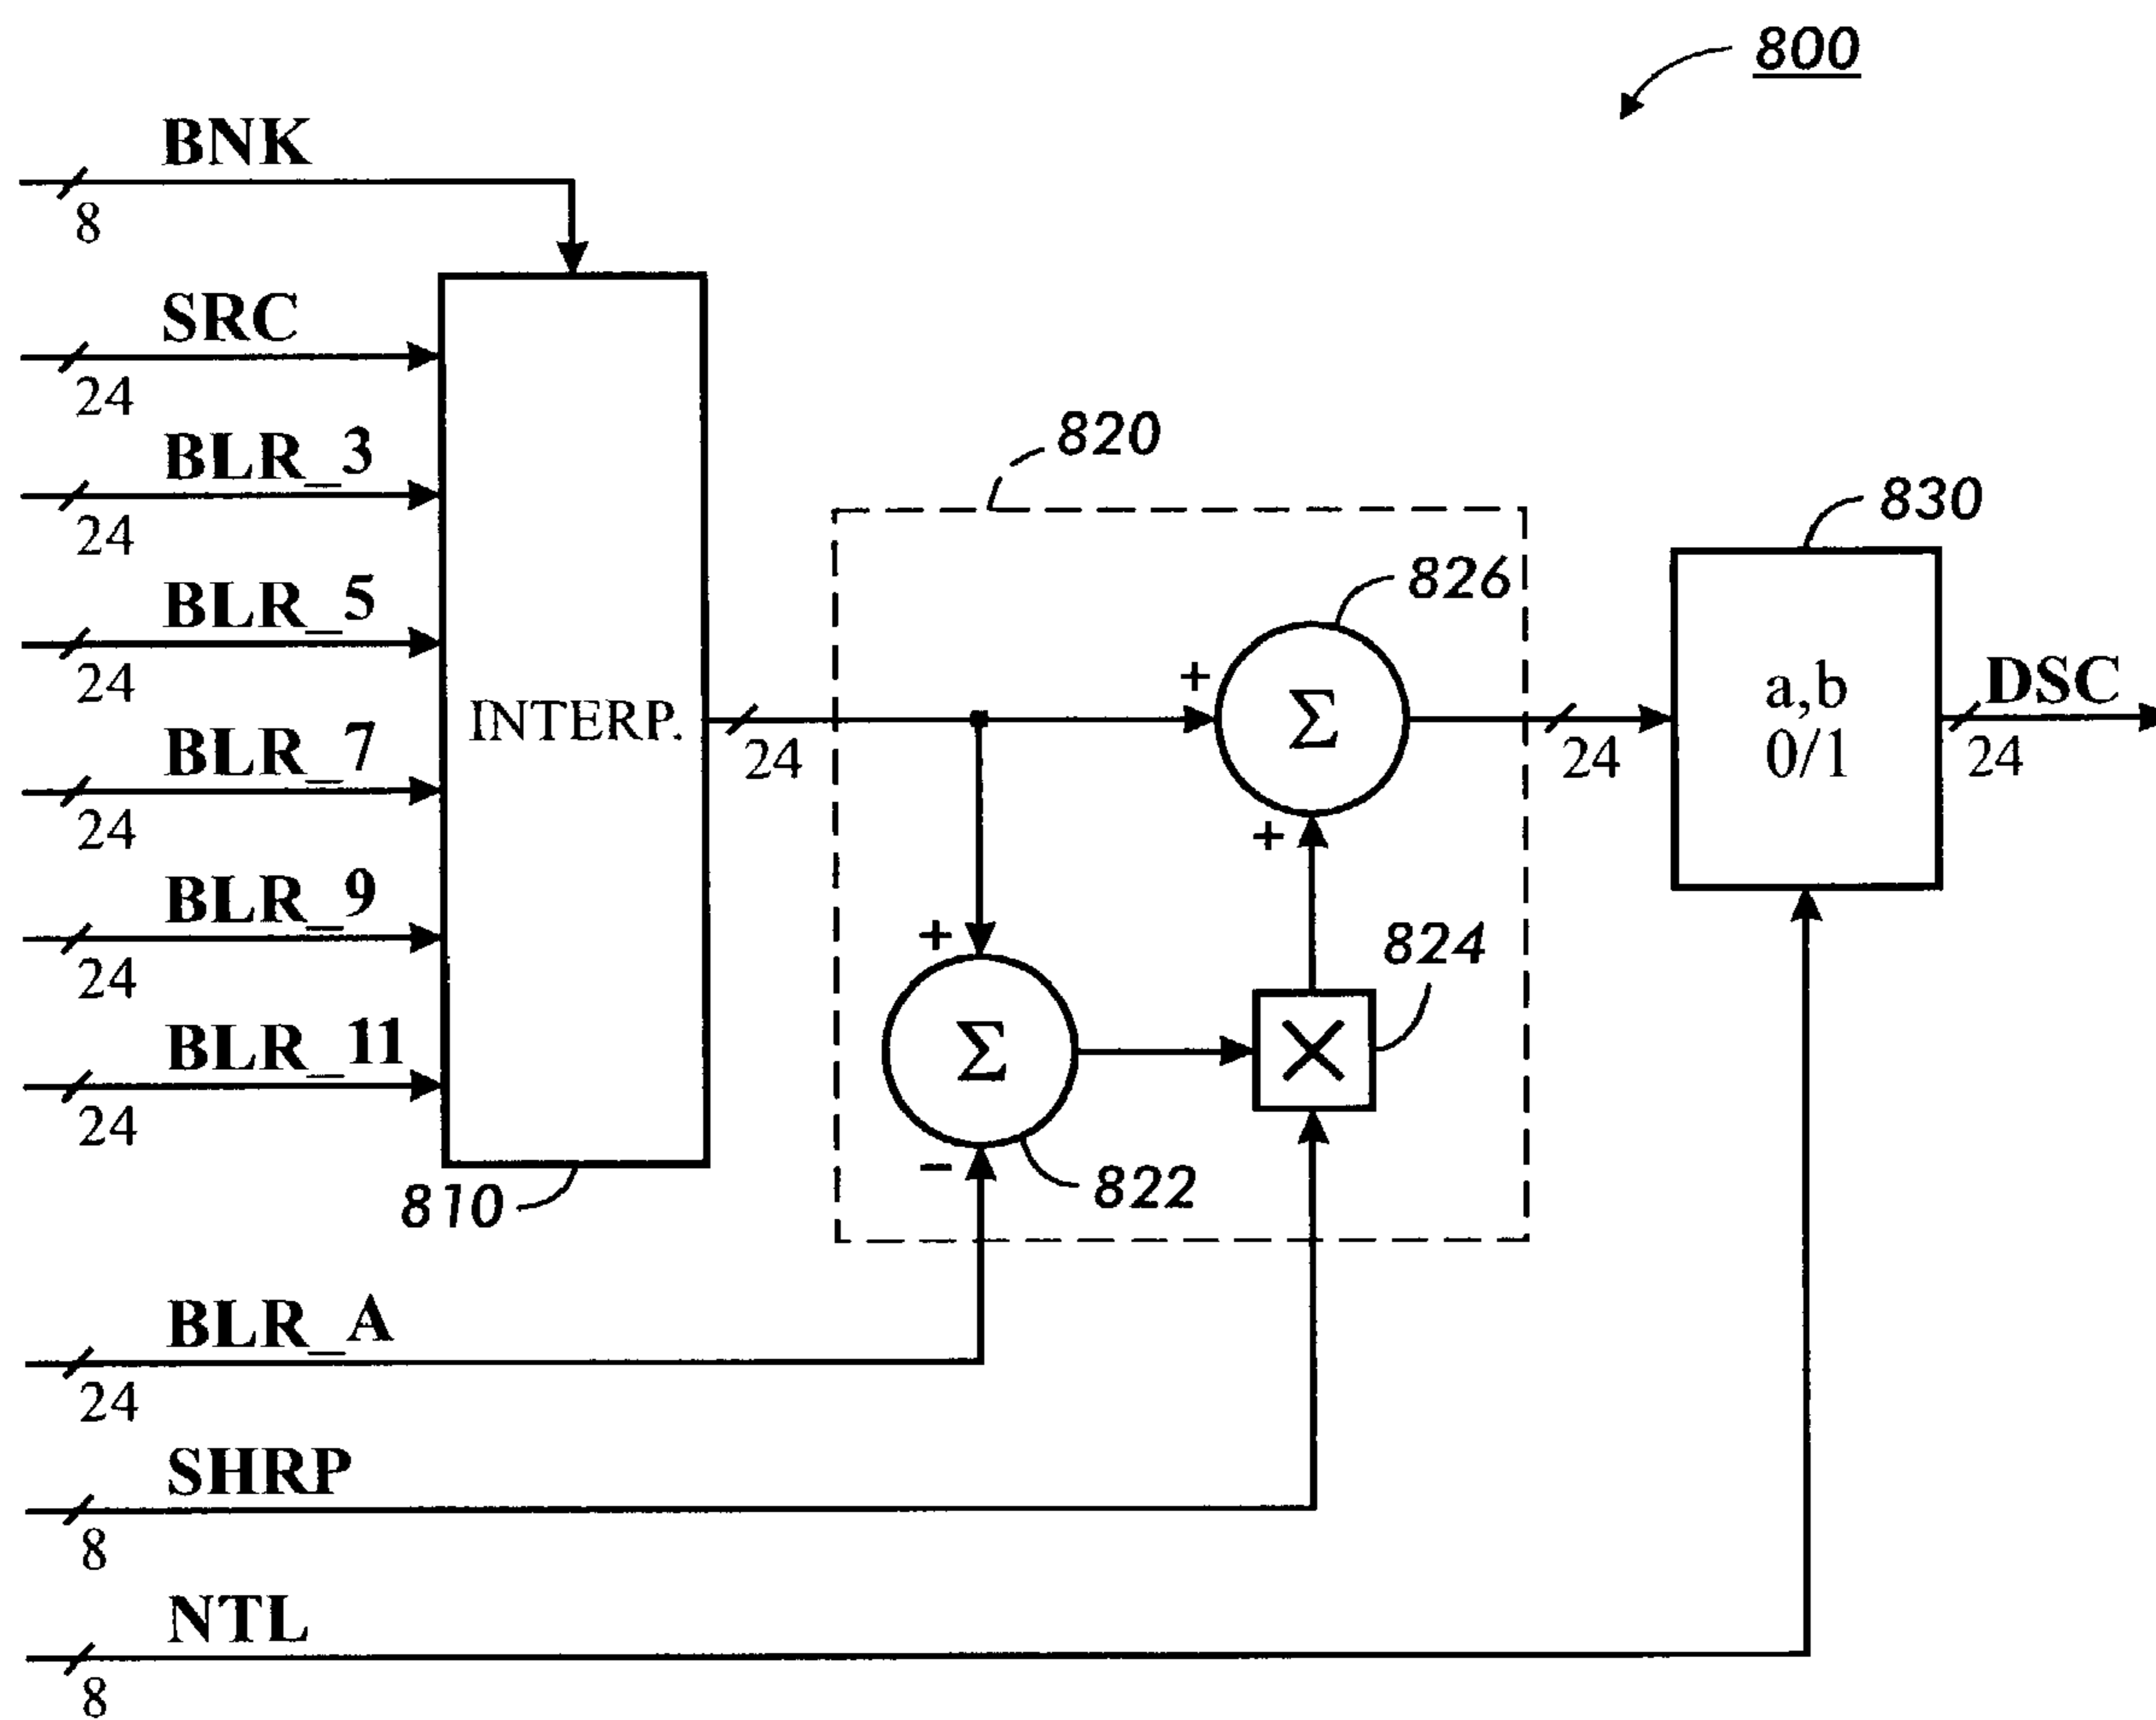 800
BNK
8
SRC
24
BLR_3
24
BLR_5
24
BLR_7
24
BLR_9
24
BLR_11
24
INTERP.
24
810
820
826
+
Σ
+
24
830
a,b
0/1
DSC
24
+
Σ
−
822
824
×
BLR_A
24
SHRP
8
NTL
8